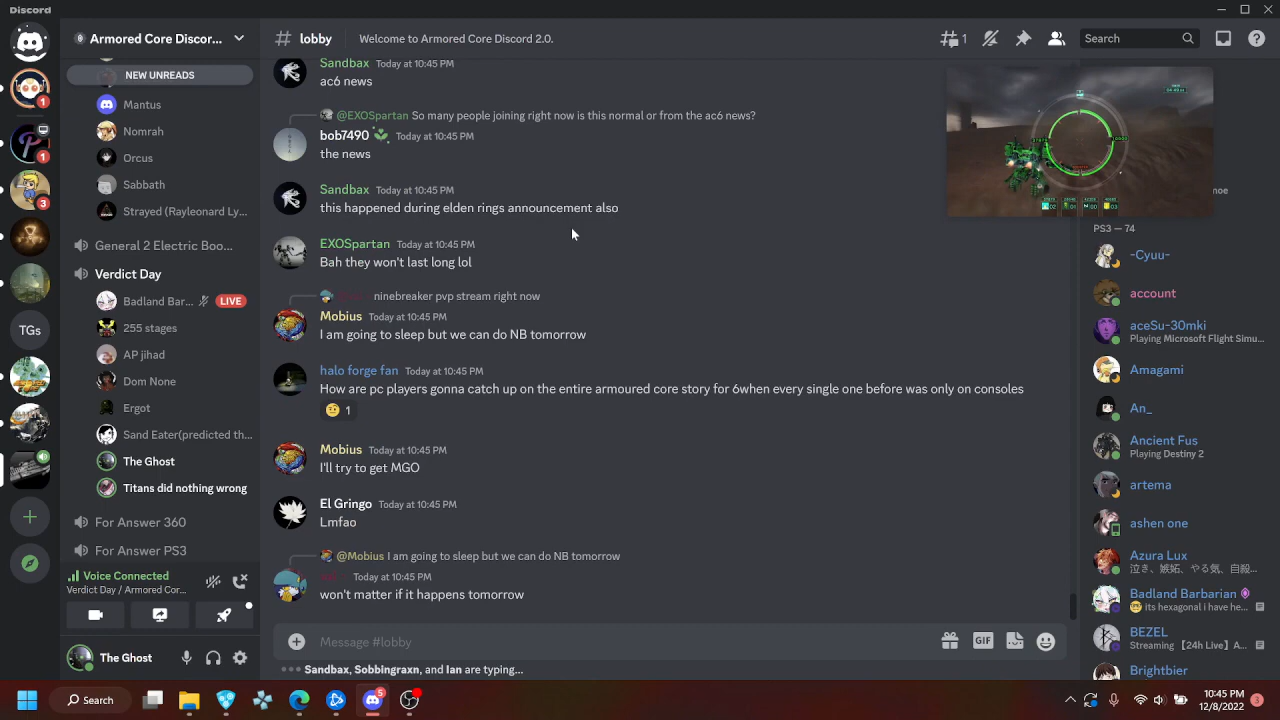 Discord
Armored Core Discor...
# lobby
Welcome to Armored Core Discord 2.0.
1
Search
NEW UNREADS
Mantus
Nomrah
Orcus
Sabbath
Strayed (Rayleonard Ly...
General 2 Electric Boo...
Verdict Day
Badland Bar...
LIVE
255 stages
AP jihad
Dom None
Ergot
Sand Eater(predicted th...
The Ghost
Titans did nothing wrong
For Answer 360
For Answer PS3
Voice Connected
Verdict Day / Armored Cor...
The Ghost
1
1
3
TGs
Sandbax Today at 10:45 PM
ac6 news
@EXOSpartan So many people joining right now is this normal or from the ac6 news?
bob7490 Today at 10:45 PM
the news
Sandbax Today at 10:45 PM
this happened during elden rings announcement also
EXOSpartan Today at 10:45 PM
Bah they won't last long lol
ninebreaker pvp stream right now
Mobius Today at 10:45 PM
I am going to sleep but we can do NB tomorrow
halo forge fan Today at 10:45 PM
How are pc players gonna catch up on the entire armoured core story for 6when every single one before was only on consoles
1
Mobius Today at 10:45 PM
I'll try to get MGO
El Gringo Today at 10:45 PM
Lmfao
@Mobius I am going to sleep but we can do NB tomorrow
Today at 10:45 PM
won't matter if it happens tomorrow
Message #lobby
GIF
Sandbax, Sobbingraxn, and Ian are typing...
PS3 — 74
-Cyuu-
account
aceSu-30mki
Playing Microsoft Flight Simu...
Amagami
An_
Ancient Fus
Playing Destiny 2
artema
ashen one
Azura Lux
泣き、嫉妬、やる気、自殺...
Badland Barbarian
its hexagonal i have he...
BEZEL
Streaming 【24h Live】 A...
Brightbier
Search
5
10:45 PM
12/8/2022
3